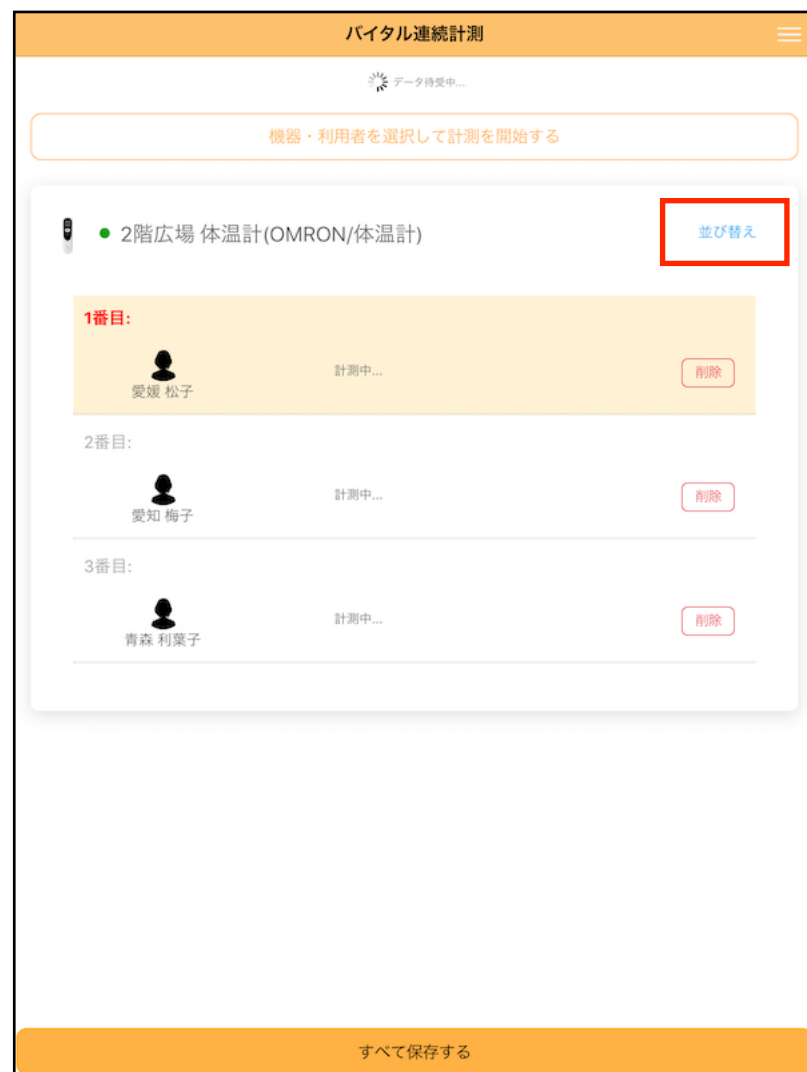 バイタル連続計測
データ待受中...
機器・利用者を選択して計測を開始する
2階広場 体温計(OMRON/体温計)
並び替え
1番目:
愛媛 松子
計測中...
削除
2番目:
愛知 梅子
計測中...
削除
3番目:
青森 利葉子
計測中...
削除
すべて保存する